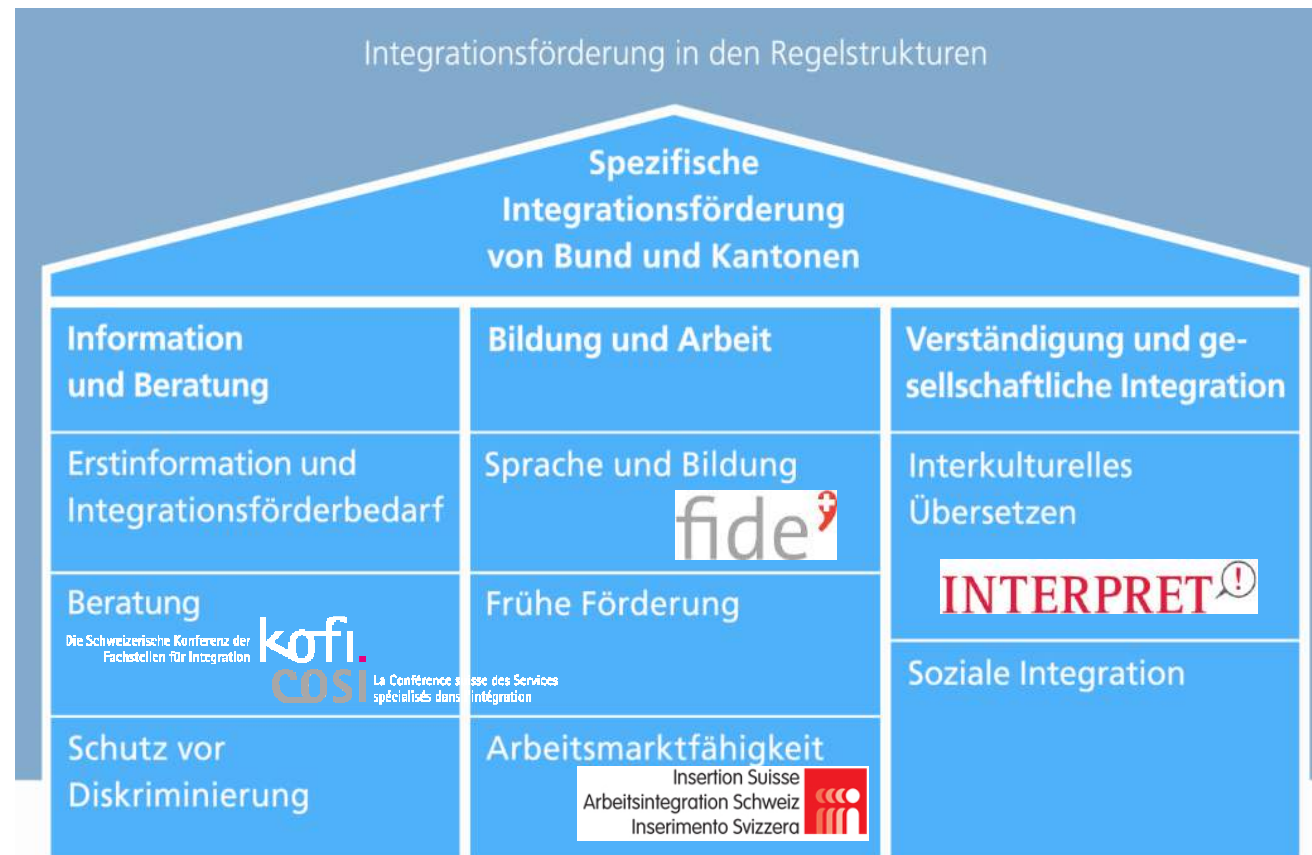 Integrationsförderung in den Regelstrukturen
Spezifische
Integrationsförderung
von Bund und Kantonen
Information
und Beratung
Erstinformation und
Integrationsförderbedarf
Beratung
Die Schweizerische Konferenz der
Fachstellen für Integration
kofi.
cosi
La Conférence suisse des Services
spécialisés dans intégration
Schutz vor
Diskriminierung
Bildung und Arbeit
Sprache und Bildung
fide
Frühe Förderung
Arbeitsmarktfähigkeit
Insertion Suisse
Arbeitsintegration Schweiz
Inserimento Svizzera
Verständigung und ge-
sellschaftliche Integration
Interkulturelles
Übersetzen
INTERPRET!
Soziale Integration